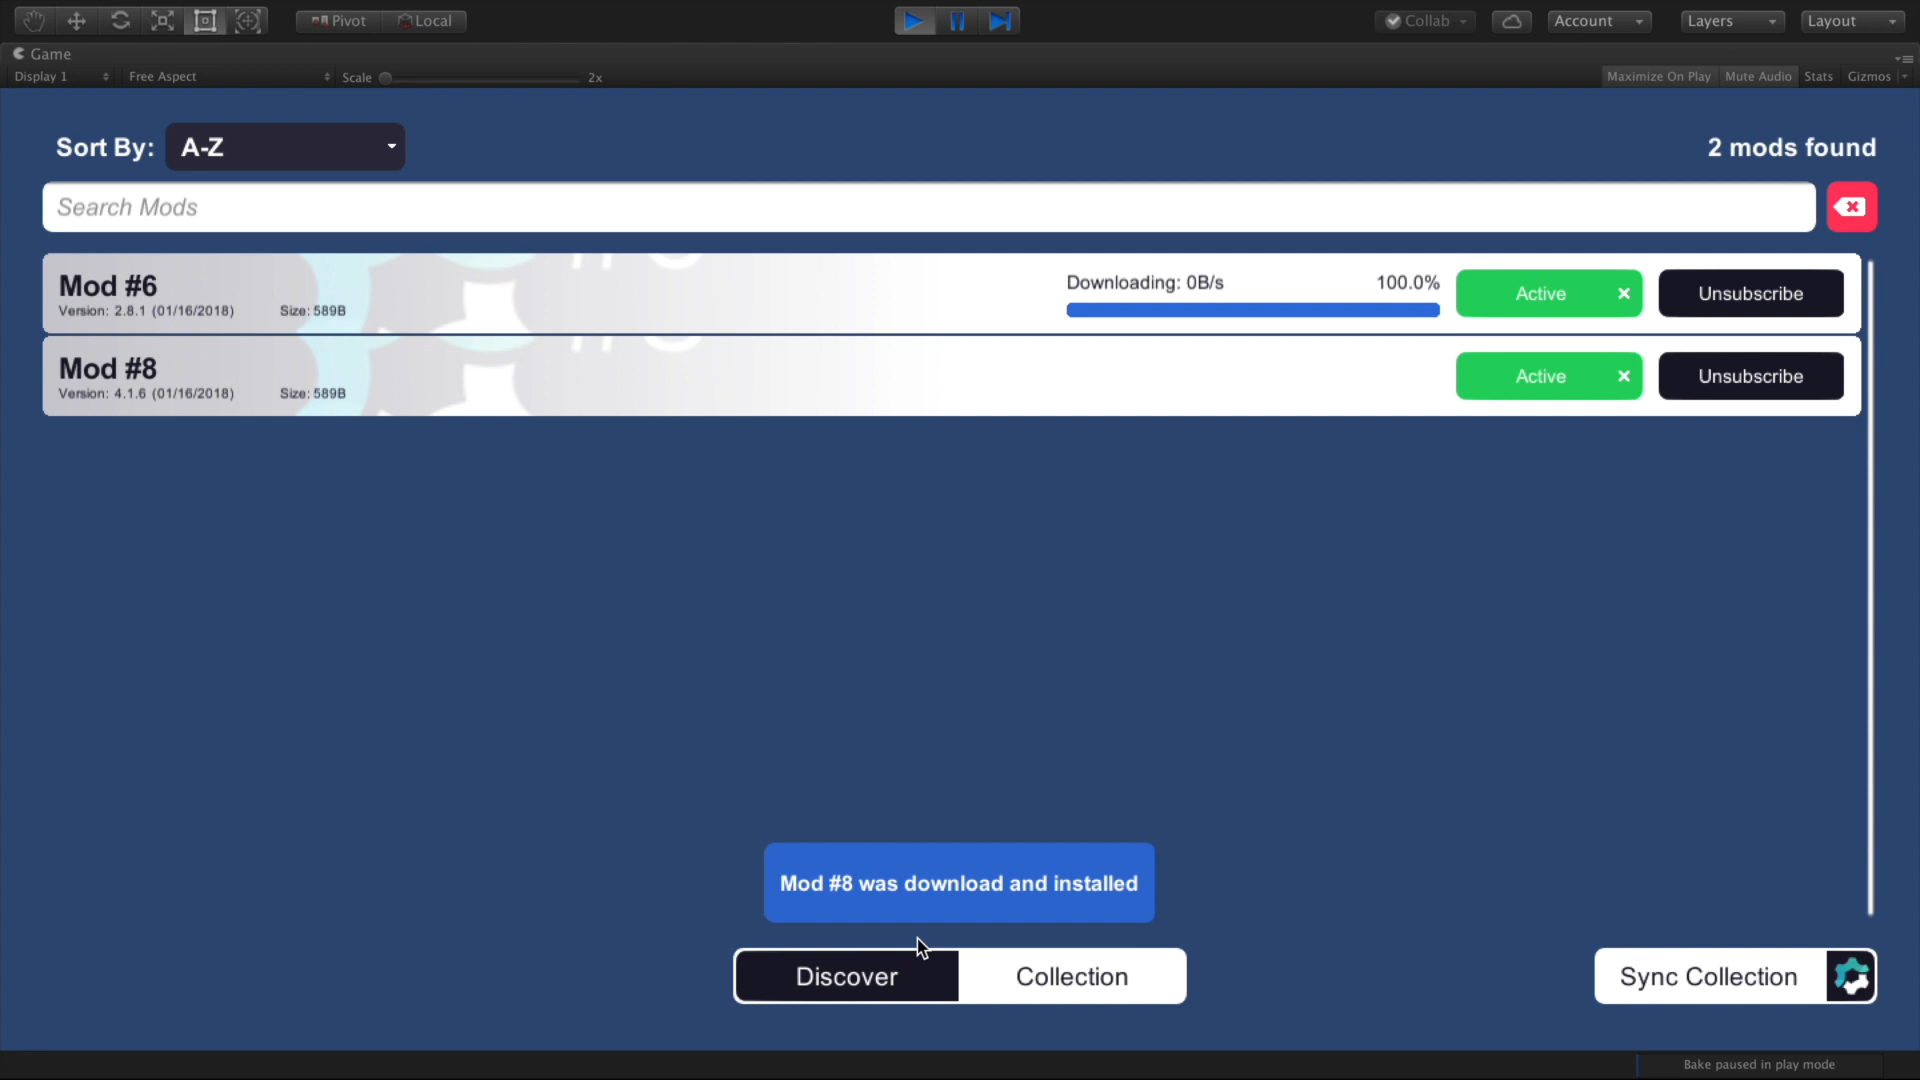 Pivot Local Collab Account Layers Layout
Game
Display 1 Free Aspect Scale 2x Maximize On Play Mute Audio Stats Gizmos
Sort By: A-Z 2 mods found
Search Mods
Mod #6 Downloading: 0B/s 100.0% Active Unsubscribe
Version: 2.8.1 (01/16/2018) Size: 589B
Mod #8 Active Unsubscribe
Version: 4.1.6 (01/16/2018) Size: 589B
Mod #8 was download and installed
Discover Collection Sync Collection
Bake paused in play mode